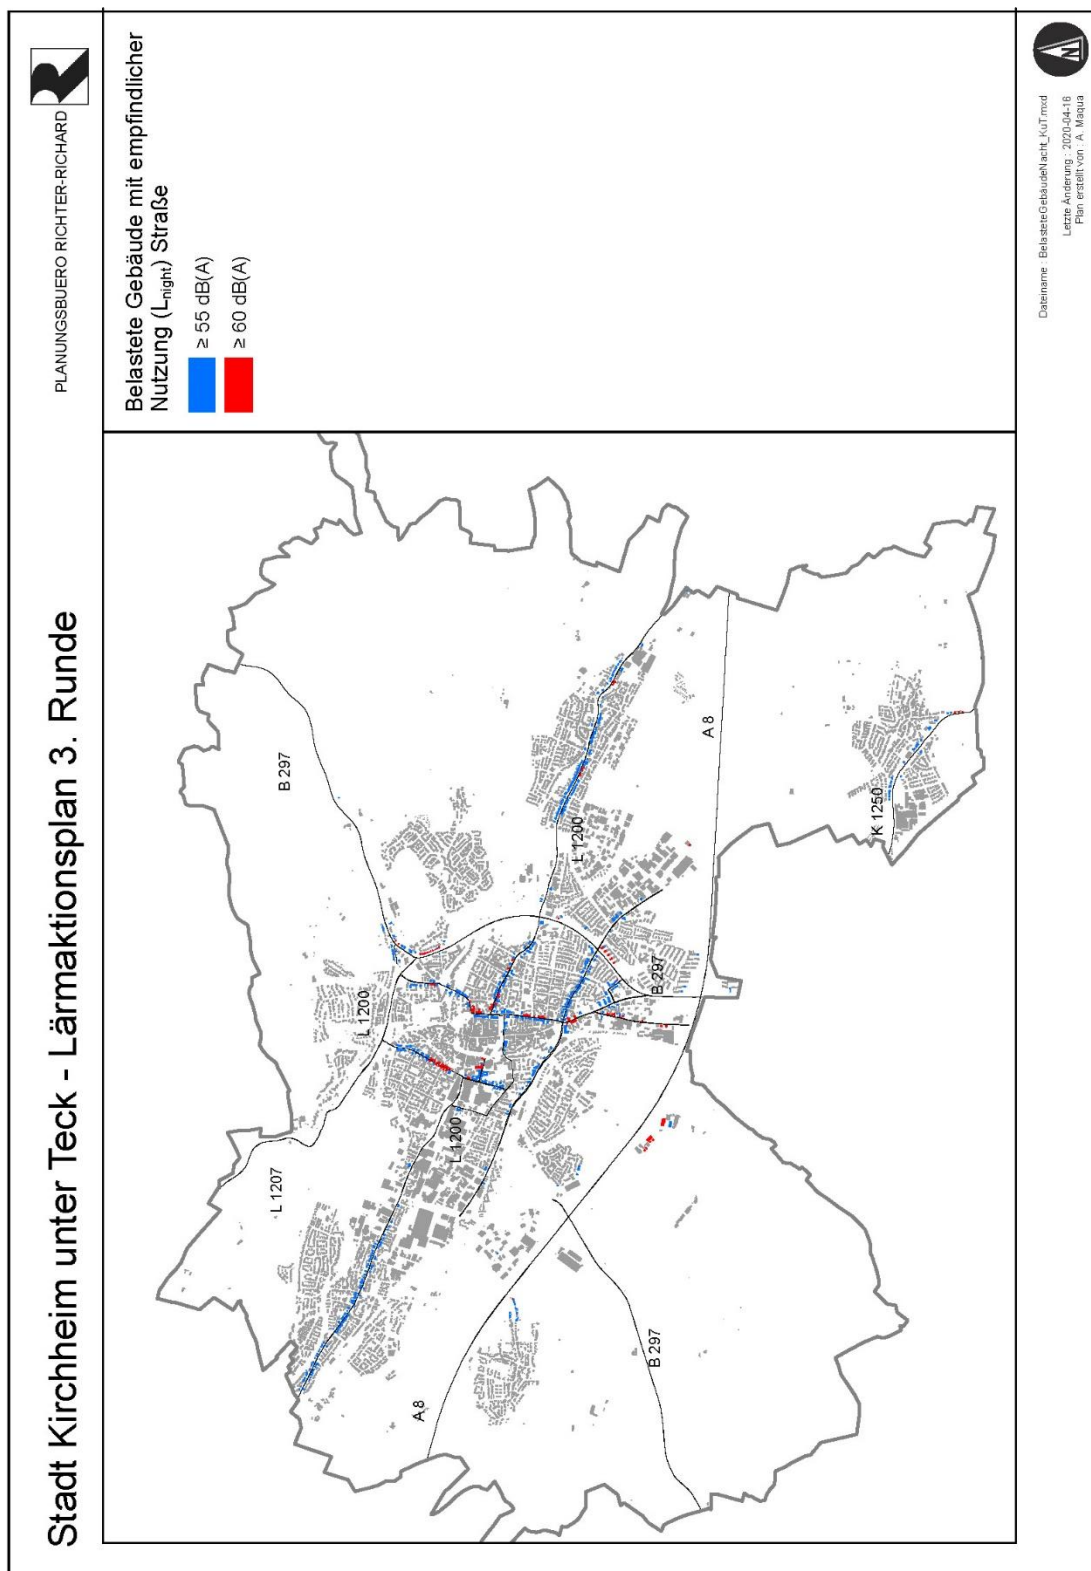 Stadt Kirchheim unter Teck - Lärmaktionsplan 3. Runde
PLANUNGSBUERO RICHTER-RICHARD
Belastete Gebäude mit empfindlicher
Nutzung (Lnight) Straße
≥ 55 dB(A)
≥ 60 dB(A)
L 1207
B 297
L 1200
L 1200
L 1200
A 8
A 8
B 297
B 297
K 1250
N
Dateiname : BelasteteGebäudeNacht_KuT.mxd
Letzte Änderung : 2020-04-16
Plan erstellt von : A. Maqua